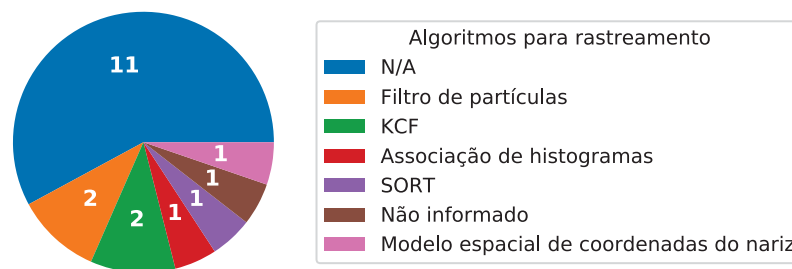 11
2
2
1
1
1
1
Algoritmos para rastreamento
N/A
Filtro de partículas
KCF
Associação de histogramas
SORT
Não informado
Modelo espacial de coordenadas do nariz